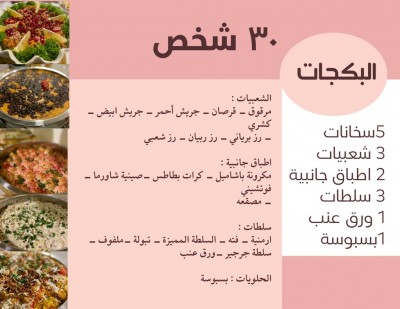 ٣٠ شخص
البكجات
5سخانات
3 شعبيات
2 اطباق جانبية
3 سلطات
1 ورق عنب
1بسبوسة
الشعبيات :
مرقوق – قرصان – جريش أحمر – جريش ابيض –
كشري
– رز برياني – رز ربيان – رز شعبي
اطباق جانبية :
مكرونة باشاميل – كرات بطاطس – صينية شاورما –
فوتشيني
– مصقعه
سلطات :
ارمنية – فته – السلطة المميزة – تبولة – ملفوف –
سلطة جرجير – ورق عنب
الحلويات : بسبوسة